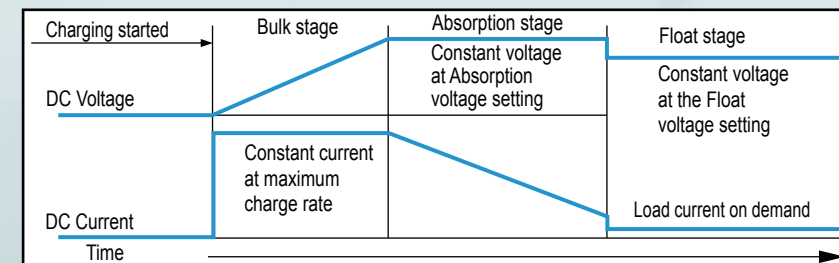 Charging started
Bulk stage
Absorption stage
Float stage
Constant voltage
at Absorption
voltage setting
Constant voltage
at the Float
voltage setting
DC Voltage
Constant current
at maximum
charge rate
Load current on demand
DC Current
Time